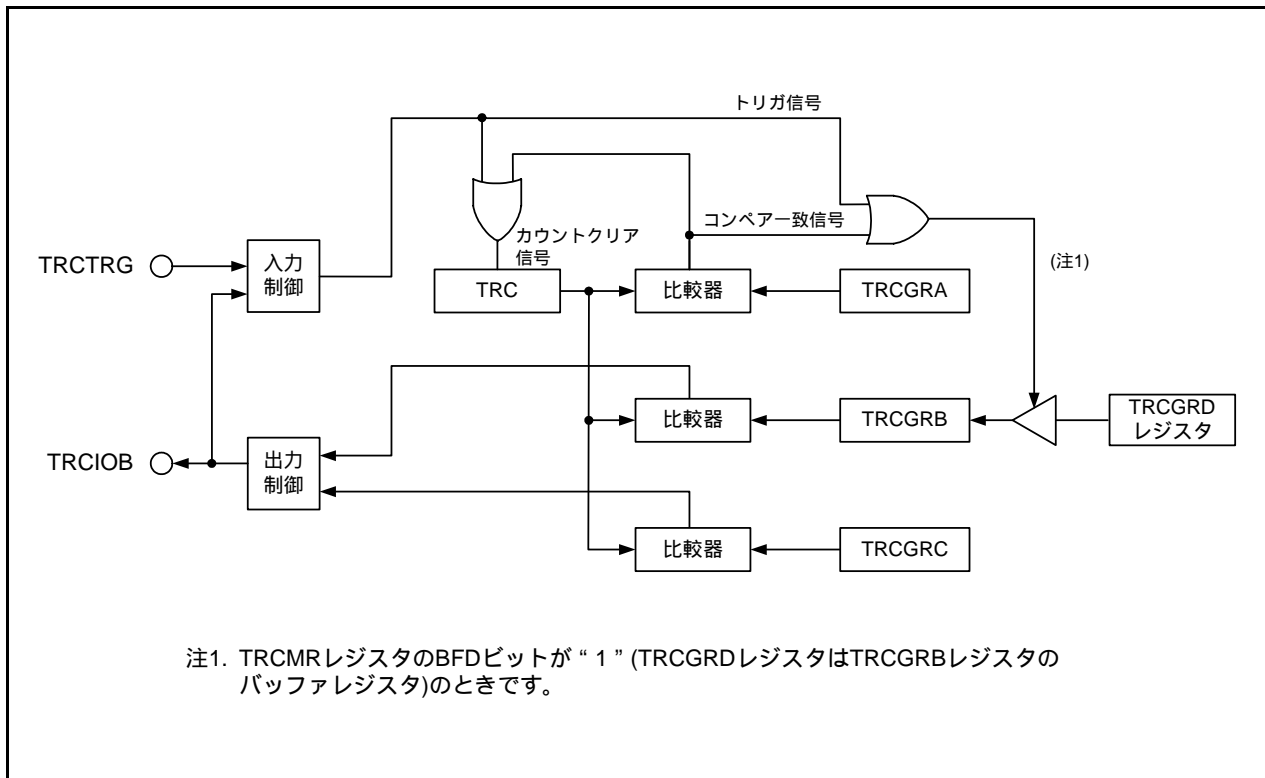 トリガ信号
コンペア一致信号
カウントクリア
信号
(注1)
TRCTRG
入力
制御
TRC
比較器
TRCGRA
TRCIOB
出力
制御
比較器
TRCGRB
TRCGRD
レジスタ
比較器
TRCGRC
注1. TRCMRレジスタのBFDビットが“1”(TRCGRDレジスタはTRCGRBレジスタの
バッファレジスタ)のときです。